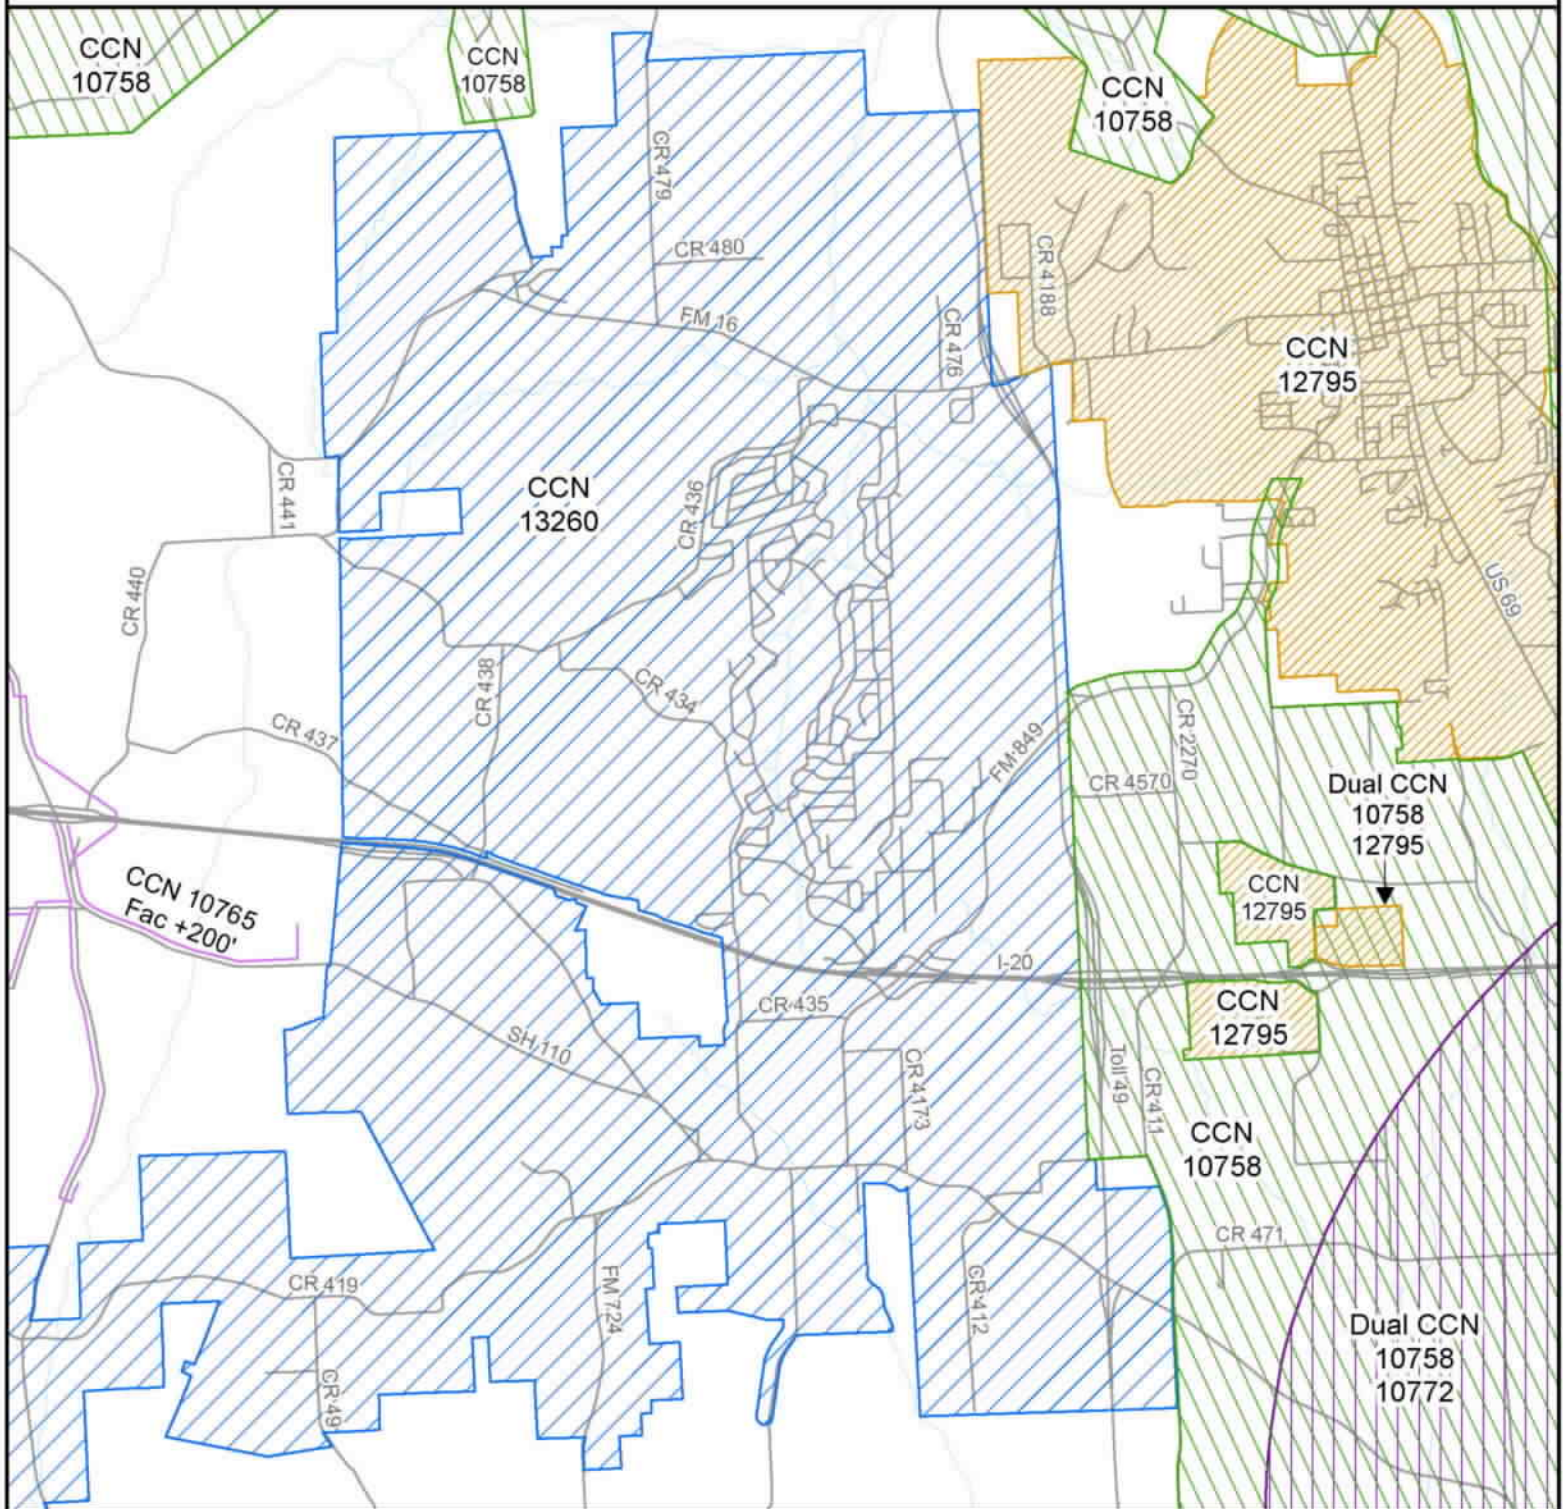 CCN
10758
CCN
10758
CCN
10758
CR 479
CR 480
CR 4188
FM 16
CR 476
CCN
12795
CCN
13260
CR 436
CR 441
CR 440
US 69
CR 438
CR 434
CR 437
FM 849
CR 2270
CR 4570
Dual CCN
10758
12795
CCN
12795
CCN 10765
Fac +200'
I-20
CR 435
CCN
12795
SH 110
CR 4173
Toll 49
CR 411
CCN
10758
CR 471
CR 419
FM 724
CR 412
CR 49
Dual CCN
10758
10772